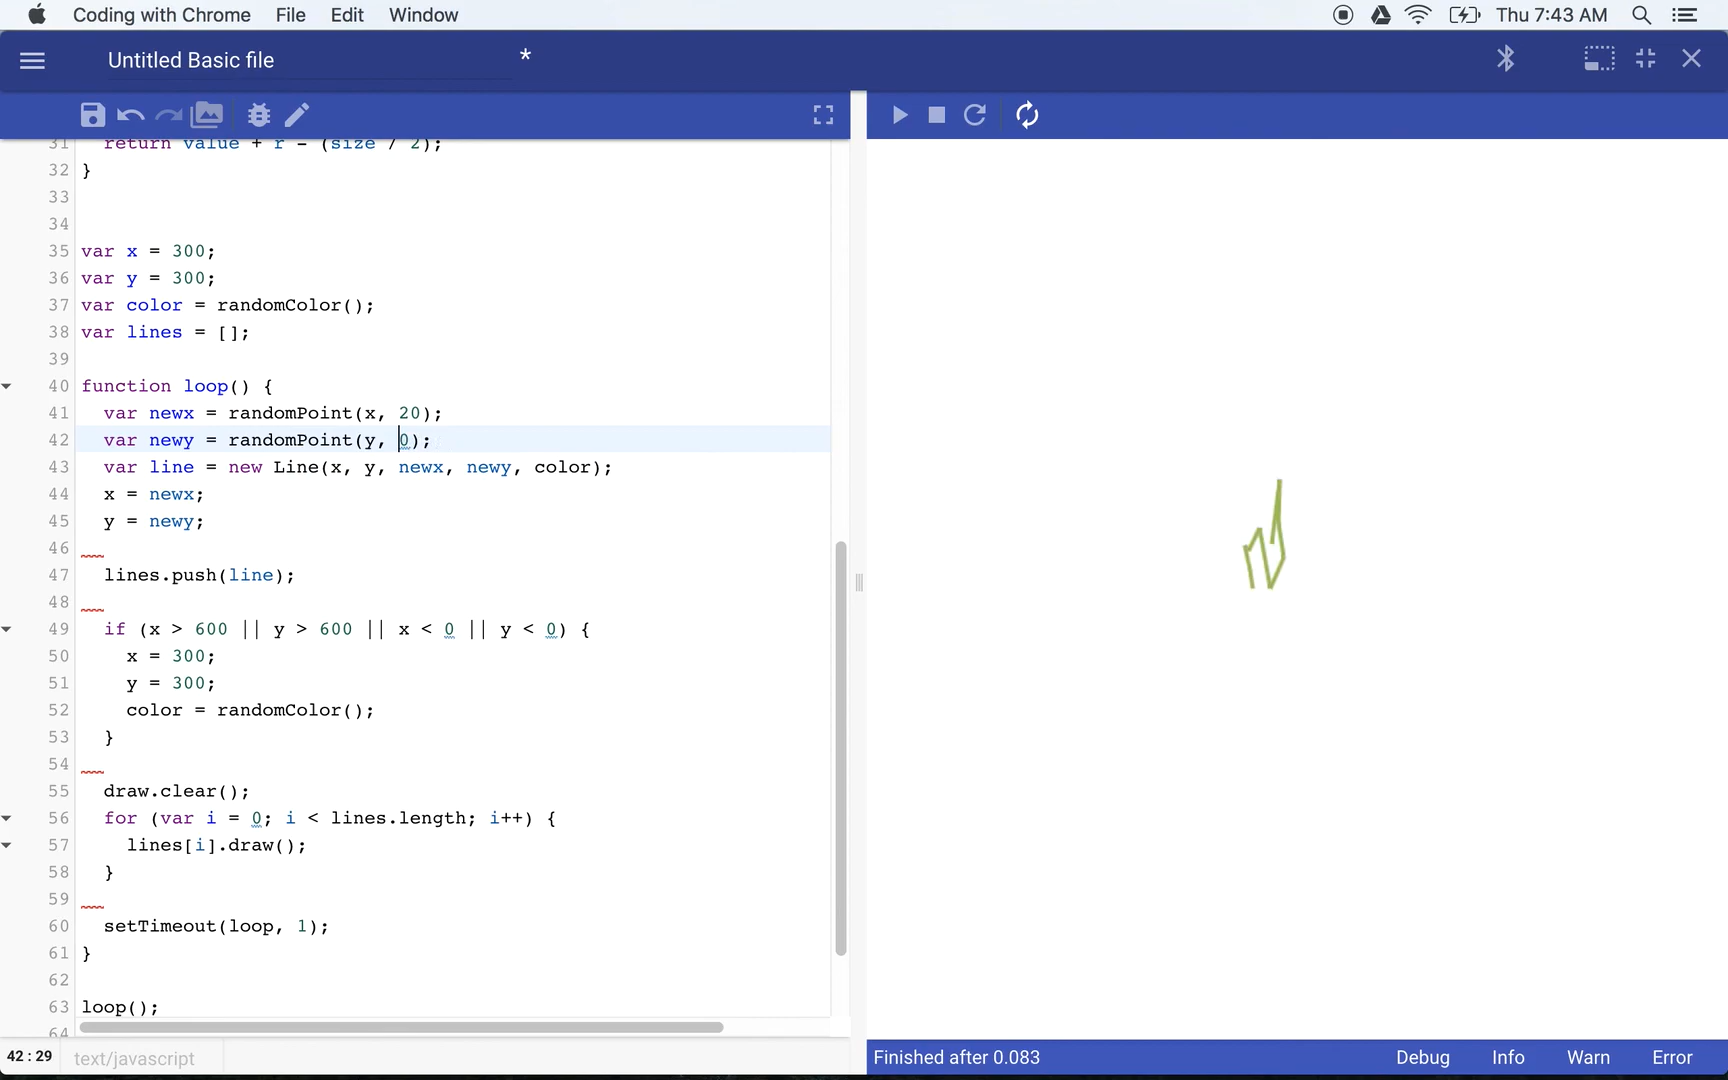 Coding with Chrome File Edit Window Thu 7:43 AM
Untitled Basic file *
31 return value + r - (size / 2);
32 }
33
34
35 var x = 300;
36 var y = 300;
37 var color = randomColor();
38 var lines = [];
39
40 function loop() {
41 var newx = randomPoint(x, 20);
42 var newy = randomPoint(y, 0);
43 var line = new Line(x, y, newx, newy, color);
44 x = newx;
45 y = newy;
46
47 lines.push(line);
48
49 if (x > 600 || y > 600 || x < 0 || y < 0) {
50 x = 300;
51 y = 300;
52 color = randomColor();
53 }
54
55 draw.clear();
56 for (var i = 0; i < lines.length; i++) {
57 lines[i].draw();
58 }
59
60 setTimeout(loop, 1);
61 }
62
63 loop();
64
42 : 29 text/javascript
Finished after 0.083 Debug Info Warn Error